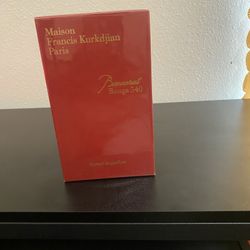 Maison
Francis Kurkdjian
Paris
Baccarat
Rouge 540